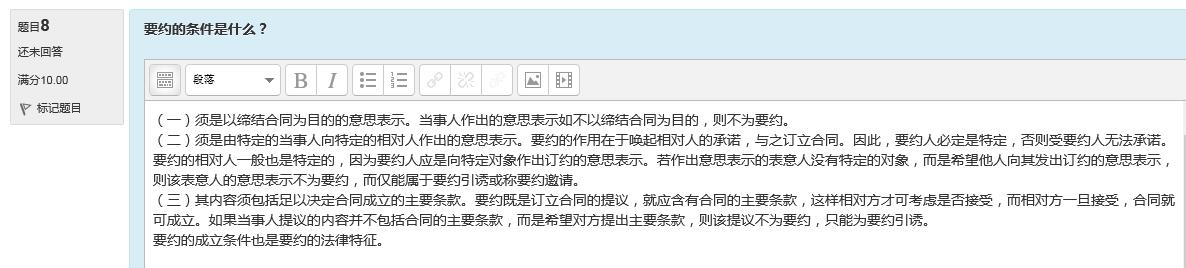 题目8
还未回答
满分10.00
标记题目
要约的条件是什么？
段落
B I
（一）须是以缔结合同为目的的意思表示。当事人作出的意思表示如不以缔结合同为目的，则不为要约。
（二）须是由特定的当事人向特定的相对人作出的意思表示。要约的作用在于唤起相对人的承诺，与之订立合同。因此，要约人必定是特定，否则受要约人无法承诺。
要约的相对人一般也是特定的，因为要约人应是向特定对象作出订约的意思表示。若作出意思表示的表意人没有特定的对象，而是希望他人向其发出订约的意思表示，
则该表意人的意思表示不为要约，而仅能属于要约引诱或称要约邀请。
（三）其内容须包括足以决定合同成立的主要条款。要约既是订立合同的提议，就应含有合同的主要条款，这样相对方才可考虑是否接受，而相对方一旦接受，合同就
可成立。如果当事人提议的内容并不包括合同的主要条款，而是希望对方提出主要条款，则该提议不为要约，只能为要约引诱。
要约的成立条件也是要约的法律特征。